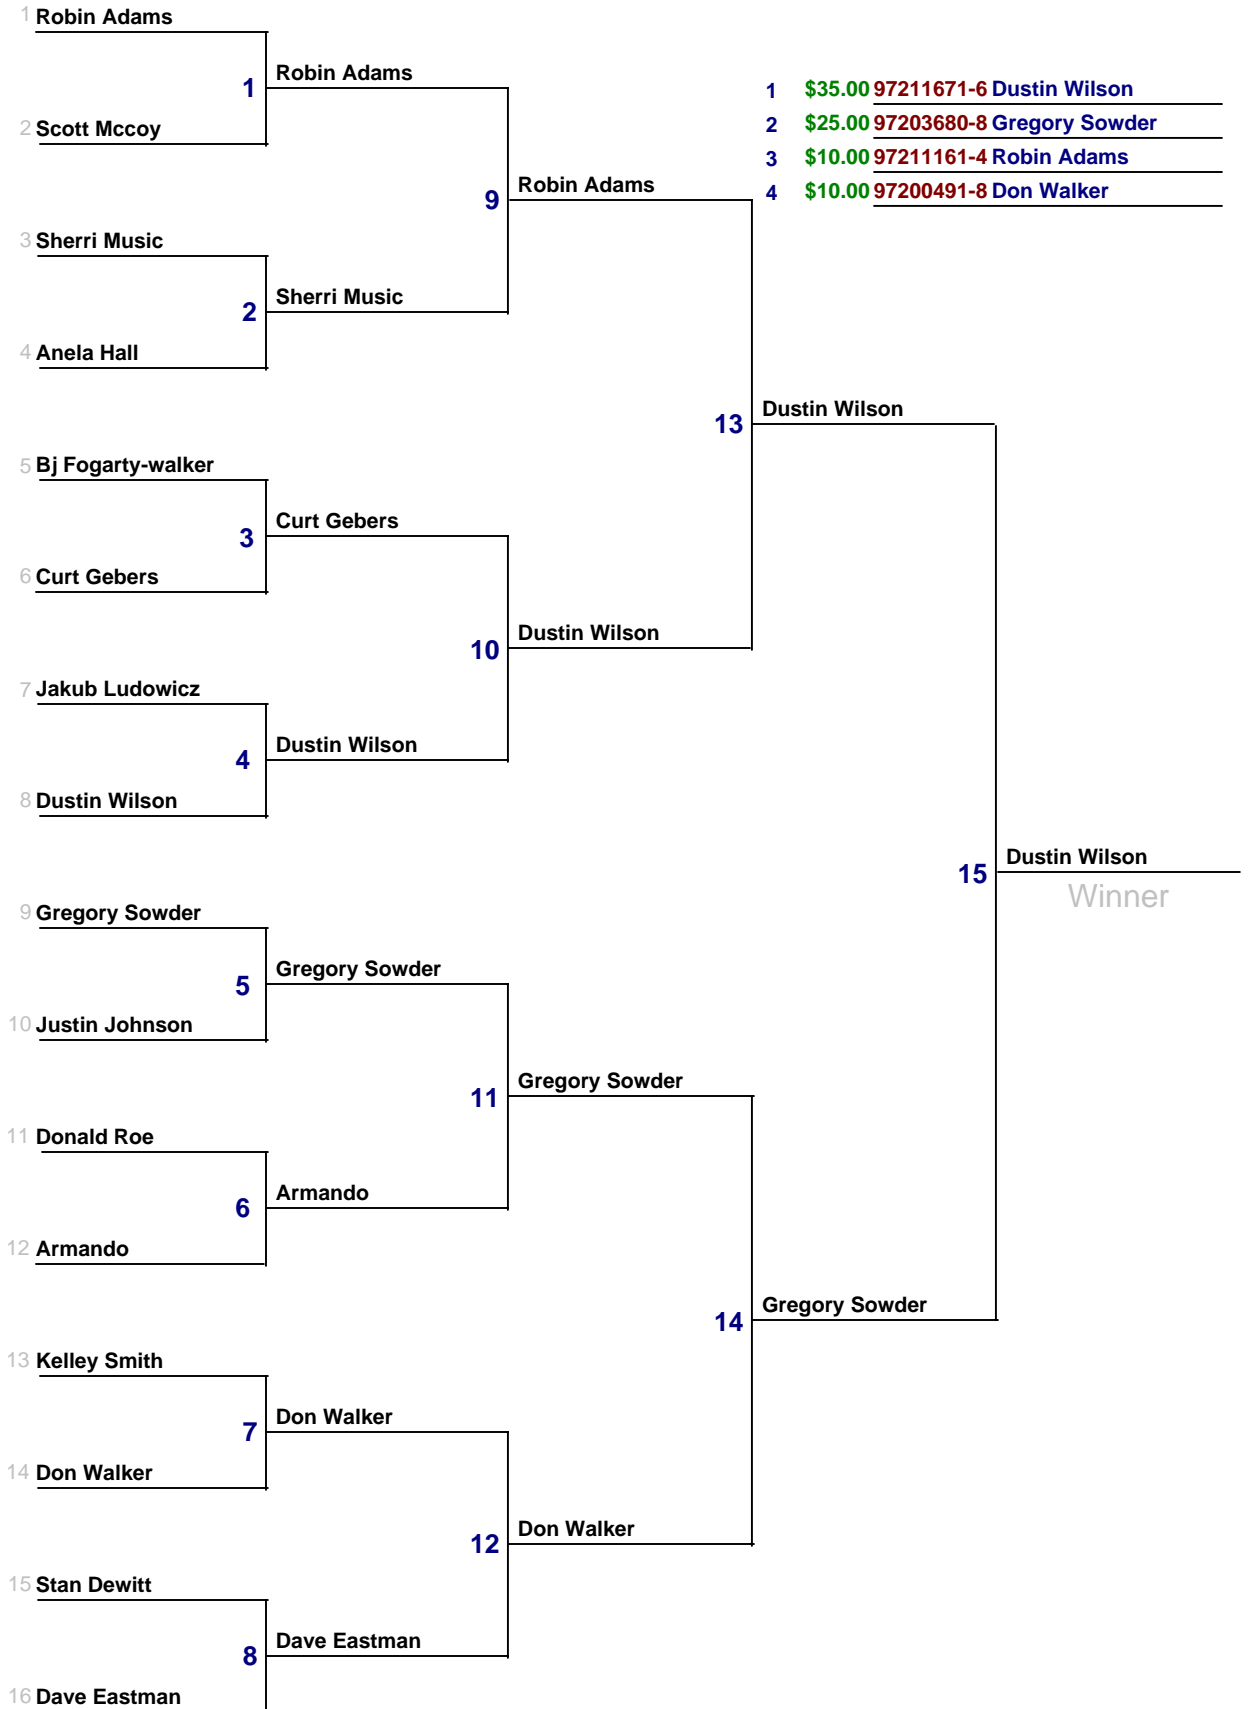 1 Robin Adams
Robin Adams
1
1 $35.00 97211671-6 Dustin Wilson
2 $25.00 97203680-8 Gregory Sowder
2 Scott Mccoy
3 $10.00 97211161-4 Robin Adams
Robin Adams
4 $10.00 97200491-8 Don Walker
9
3 Sherri Music
Sherri Music
2
4 Anela Hall
Dustin Wilson
13
5 Bj Fogarty-walker
Curt Gebers
3
6 Curt Gebers
Dustin Wilson
10
7 Jakub Ludowicz
Dustin Wilson
4
8 Dustin Wilson
Dustin Wilson
15
Winner
9 Gregory Sowder
Gregory Sowder
5
10 Justin Johnson
Gregory Sowder
11
11 Donald Roe
Armando
6
12 Armando
Gregory Sowder
14
13 Kelley Smith
Don Walker
7
14 Don Walker
Don Walker
12
15 Stan Dewitt
Dave Eastman
8
16 Dave Eastman